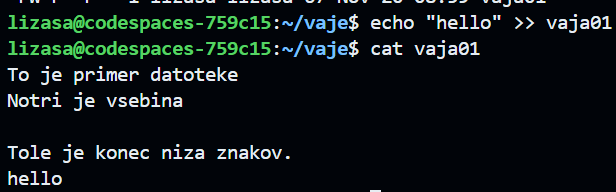 lizasa@codespaces-759c15:~/vaje$ echo "hello" >> vaja01
lizasa@codespaces-759c15:~/vaje$ cat vaja01
To je primer datoteke
Notri je vsebina

Tole je konec niza znakov.
hello